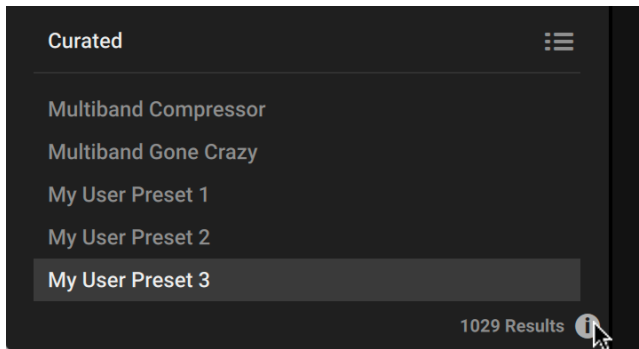 Curated
Multiband Compressor
Multiband Gone Crazy
My User Preset 1
My User Preset 2
My User Preset 3
1029 Results i